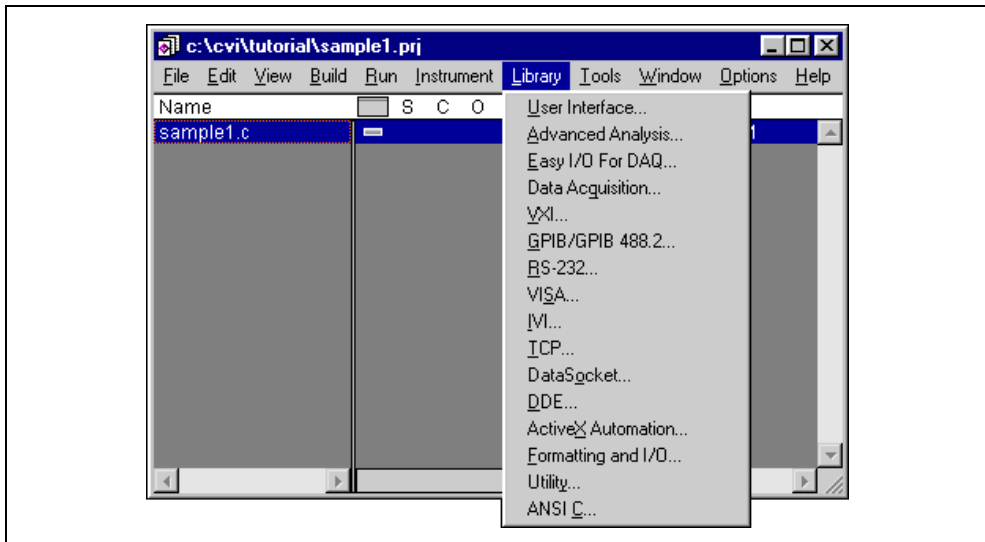 c:\cvi\tutorial\sample1.prj
File Edit View Build Run Instrument Library Tools Window Options Help
Name S C O
sample1.c 1
User Interface...
Advanced Analysis...
Easy I/O For DAQ...
Data Acquisition...
VXI...
GPIB/GPIB 488.2...
RS-232...
VISA...
IVI...
TCP...
DataSocket...
DDE...
ActiveX Automation...
Formatting and I/O...
Utility...
ANSI C...